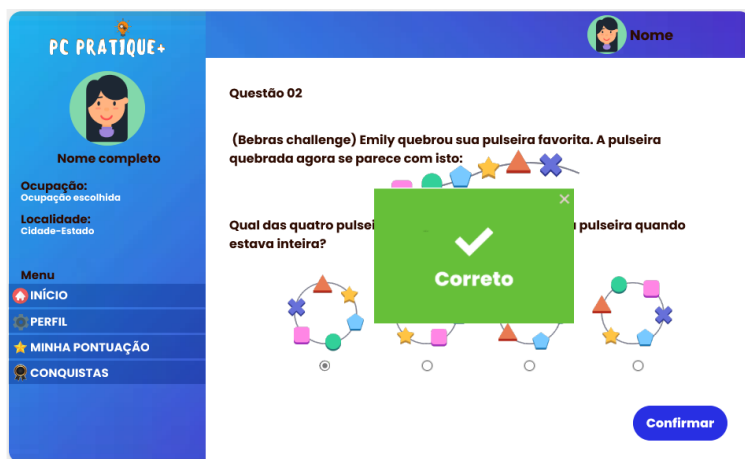 PC PRATIQUE+
Nome
Nome completo
Ocupação:
Ocupação escolhida
Localidade:
Cidade-Estado
Menu
INÍCIO
PERFIL
MINHA PONTUAÇÃO
CONQUISTAS
Questão 02
(Bebras challenge) Emily quebrou sua pulseira favorita. A pulseira
quebrada agora se parece com isto:
Qual das quatro pulsei a pulseira quando
estava inteira?
Correto
Confirmar